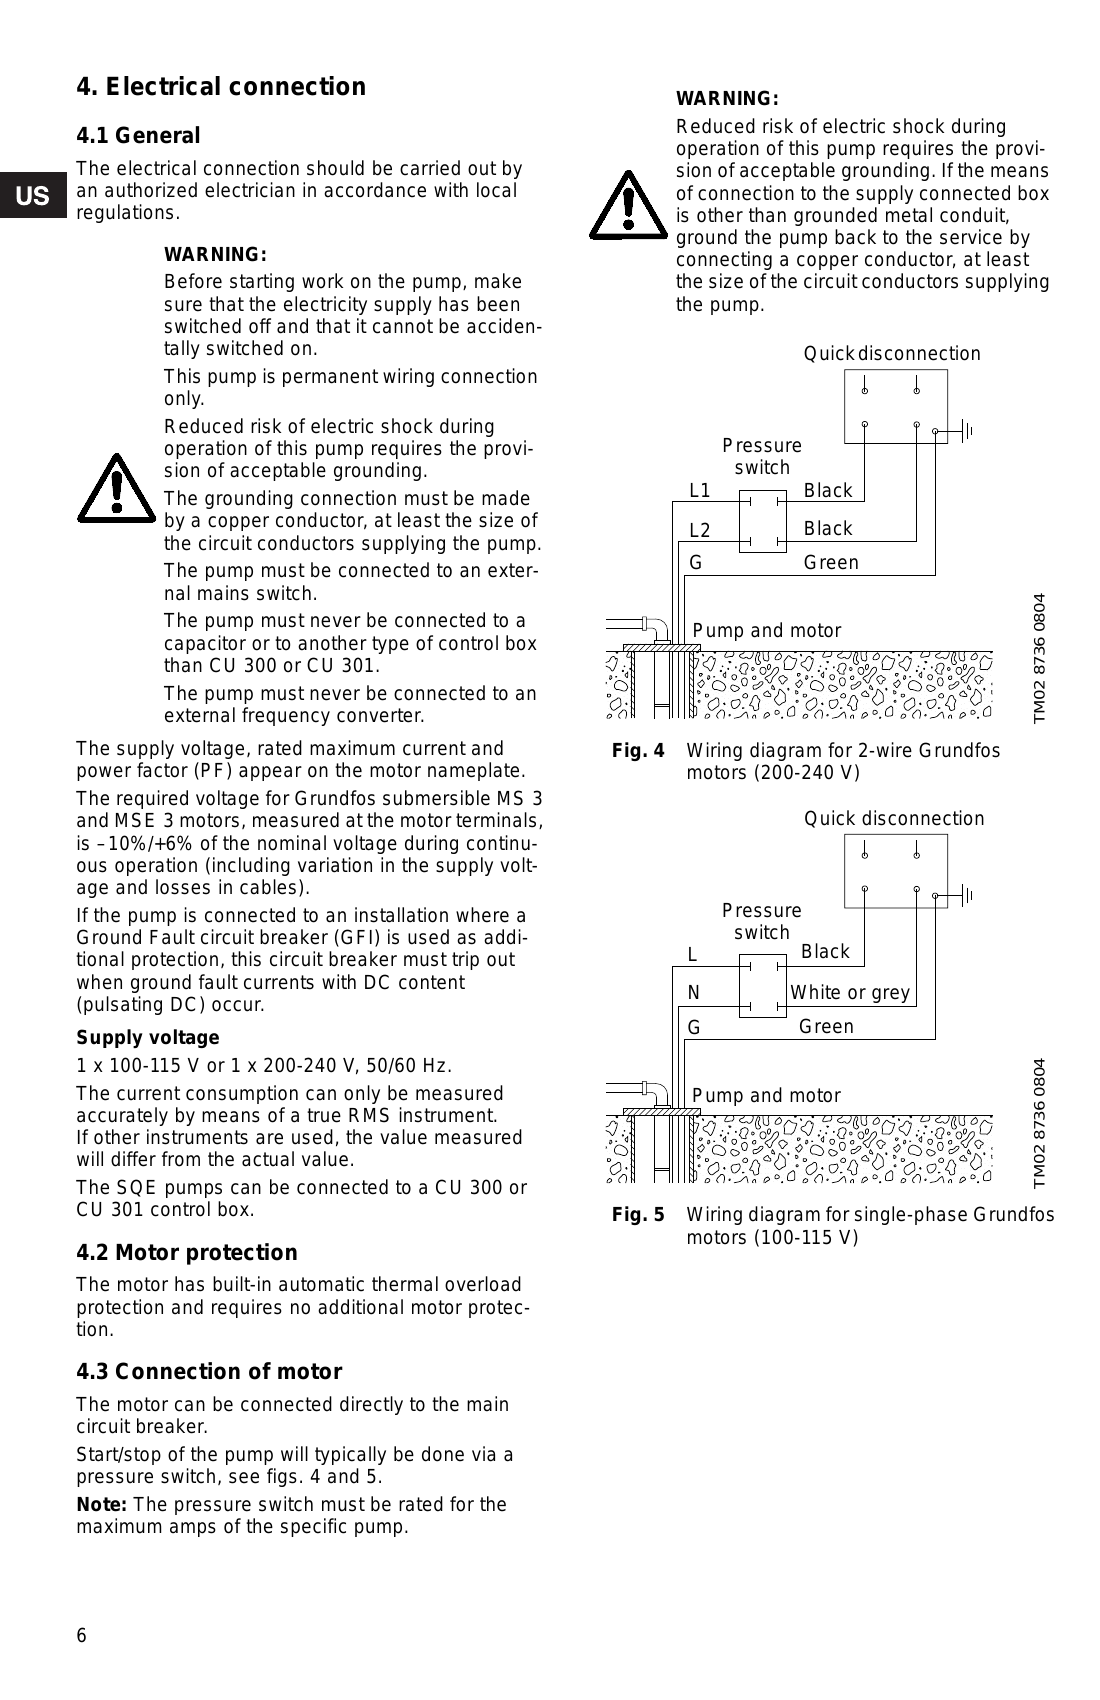 4. Electrical connection
4.1 General
The electrical connection should be carried out by
an authorized electrician in accordance with local
regulations.
US
WARNING:
Before starting work on the pump, make
sure that the electricity supply has been
switched off and that it cannot be acciden-
tally switched on.
This pump is permanent wiring connection
only.
Reduced risk of electric shock during
operation of this pump requires the provi-
sion of acceptable grounding.
The grounding connection must be made
by a copper conductor, at least the size of
the circuit conductors supplying the pump.
The pump must be connected to an exter-
nal mains switch.
The pump must never be connected to a
capacitor or to another type of control box
than CU 300 or CU 301.
The pump must never be connected to an
external frequency converter.
The supply voltage, rated maximum current and
power factor (PF) appear on the motor nameplate.
The required voltage for Grundfos submersible MS 3
and MSE 3 motors, measured at the motor terminals,
is –10%/+6% of the nominal voltage during continu-
ous operation (including variation in the supply volt-
age and losses in cables).
If the pump is connected to an installation where a
Ground Fault circuit breaker (GFI) is used as addi-
tional protection, this circuit breaker must trip out
when ground fault currents with DC content
(pulsating DC) occur.
Supply voltage
1 x 100-115 V or 1 x 200-240 V, 50/60 Hz.
The current consumption can only be measured
accurately by means of a true RMS instrument.
If other instruments are used, the value measured
will differ from the actual value.
The SQE pumps can be connected to a CU 300 or
CU 301 control box.
4.2 Motor protection
The motor has built-in automatic thermal overload
protection and requires no additional motor protec-
tion.
4.3 Connection of motor
The motor can be connected directly to the main
circuit breaker.
Start/stop of the pump will typically be done via a
pressure switch, see figs. 4 and 5.
Note: The pressure switch must be rated for the
maximum amps of the specific pump.
WARNING:
Reduced risk of electric shock during
operation of this pump requires the provi-
sion of acceptable grounding. If the means
of connection to the supply connected box
is other than grounded metal conduit,
ground the pump back to the service by
connecting a copper conductor, at least
the size of the circuit conductors supplying
the pump.
Quick disconnection
Pressure
switch
L1 Black
L2 Black
G Green
Pump and motor
TM02 8736 0804
Fig. 4 Wiring diagram for 2-wire Grundfos
motors (200-240 V)
Quick disconnection
Pressure
switch
L Black
N White or grey
G Green
Pump and motor
TM02 8736 0804
Fig. 5 Wiring diagram for single-phase Grundfos
motors (100-115 V)
6